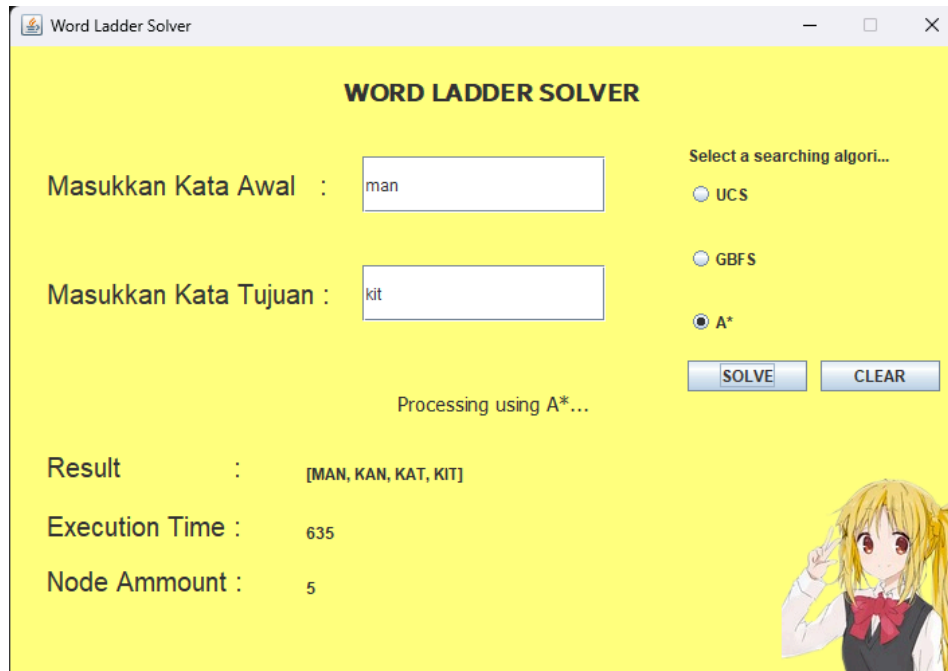 Word Ladder Solver
WORD LADDER SOLVER
Select a searching algori...
Masukkan Kata Awal :
man
UCS
GBFS
Masukkan Kata Tujuan :
kit
A*
SOLVE
CLEAR
Processing using A*...
Result :
[MAN, KAN, KAT, KIT]
Execution Time :
635
Node Ammount :
5